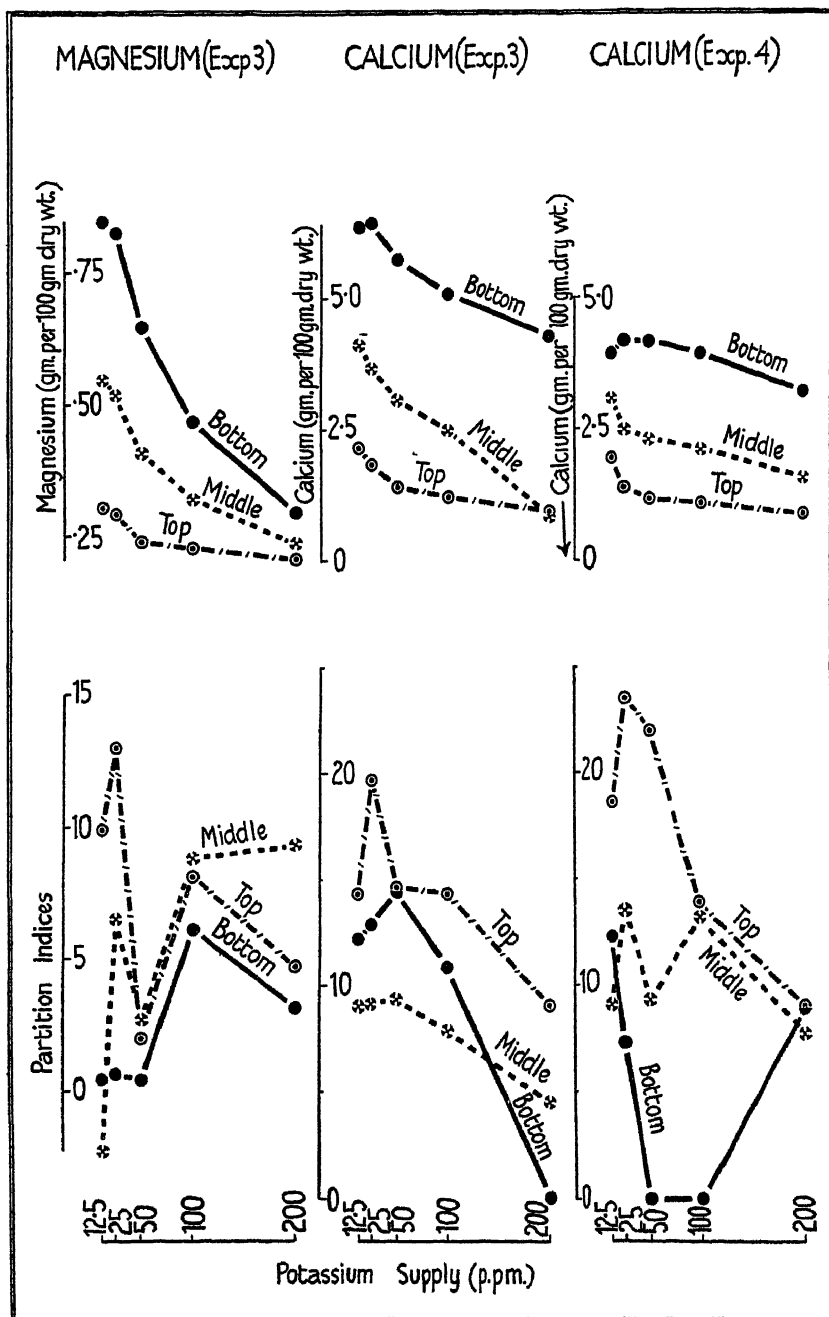 MAGNESIUM (Exp 3)
CALCIUM (Exp. 3)
CALCIUM (Exp. 4)
Magnesium (gm. per 100 gm dry wt.)
.75
.50
.25
Bottom
Middle
Top
Calcium (gm. per 100 gm. dry wt.)
5.0
2.5
0
Bottom
Middle
Top
Calcium (gm. per 100 gm. dry wt.)
5.0
2.5
0
Bottom
Middle
Top
Partition Indices
15
10
5
0
Middle
Top
Bottom
12.5
25
50
100
200
20
10
0
Middle
Bottom
12.5
25
50
100
200
20
10
0
Top
Middle
Bottom
12.5
25
50
100
200
Potassium Supply (p.pm.)